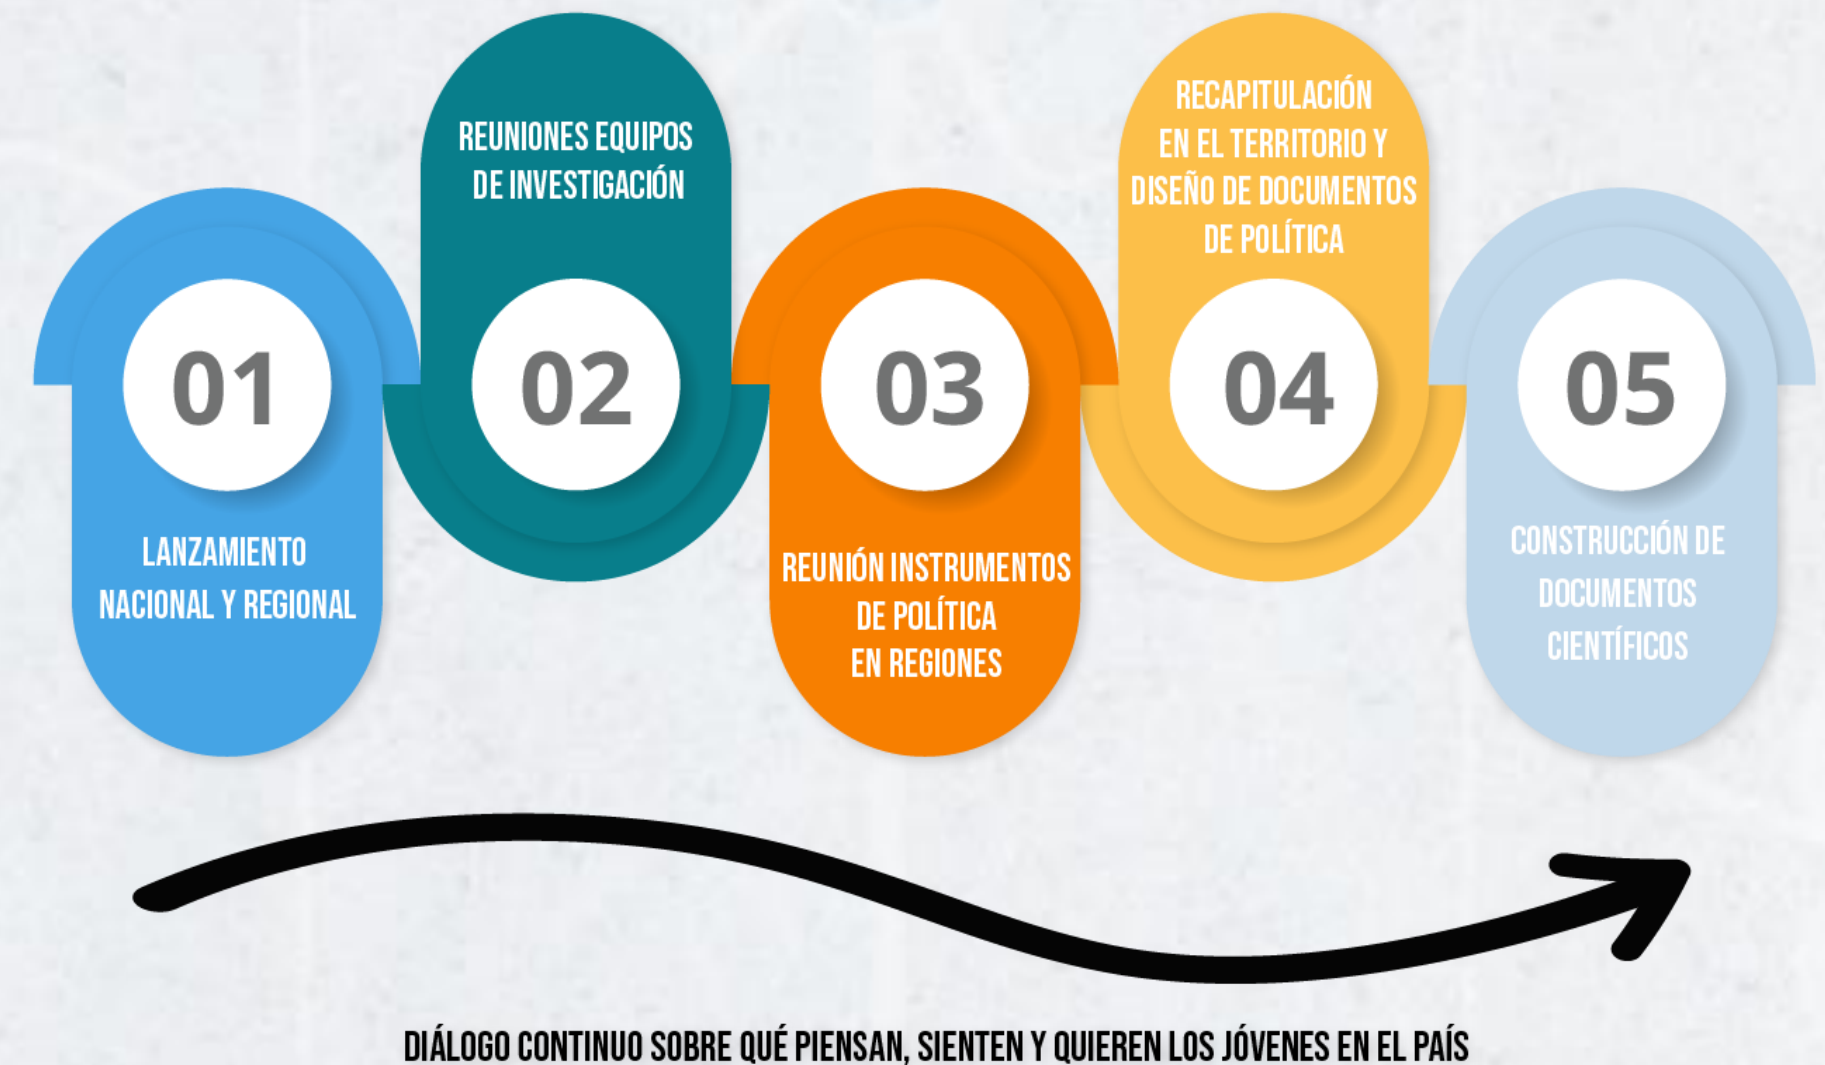 01
LANZAMIENTO
NACIONAL Y REGIONAL
REUNIONES EQUIPOS
DE INVESTIGACIÓN
02
03
REUNIÓN INSTRUMENTOS
DE POLÍTICA
EN REGIONES
RECAPITULACIÓN
EN EL TERRITORIO Y
DISEÑO DE DOCUMENTOS
DE POLÍTICA
04
05
CONSTRUCCIÓN DE
DOCUMENTOS
CIENTÍFICOS
DIÁLOGO CONTINUO SOBRE QUÉ PIENSAN, SIENTEN Y QUIEREN LOS JÓVENES EN EL PAÍS